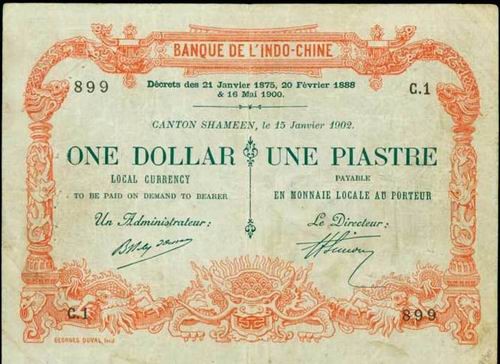 BANQUE DE L'INDO-CHINE
899
Décrets des 21 Janvier 1875, 20 Février 1888
& 16 Mai 1900.
C.1
CANTON SHAMEEN, le 15 Janvier 1902.
ONE DOLLAR
UNE PIASTRE
LOCAL CURRENCY
PAYABLE
TO BE PAID ON DEMAND TO BEARER
EN MONNAIE LOCALE AU PORTEUR
Un Administrateur:
Le Directeur:
C.1
899
GEORGES DUVAL